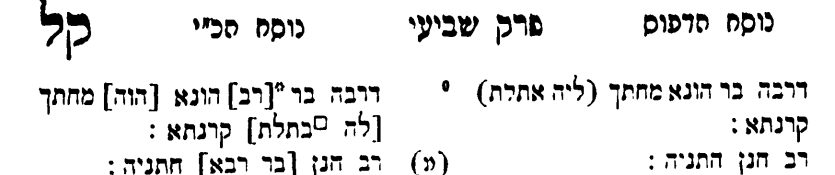 נוסח הדפוס פרק שביעי נוסח הכ״י קל
דרבה בר הונא מחתך (ליה אתלת) °
קרנתא :
רב חנן התניה :
דרבה בר *[רב] הונא [הוה] מחתך
[לה □בתלת] קרנתא :
(מ) רב חנן [בר רבא] חתניה :